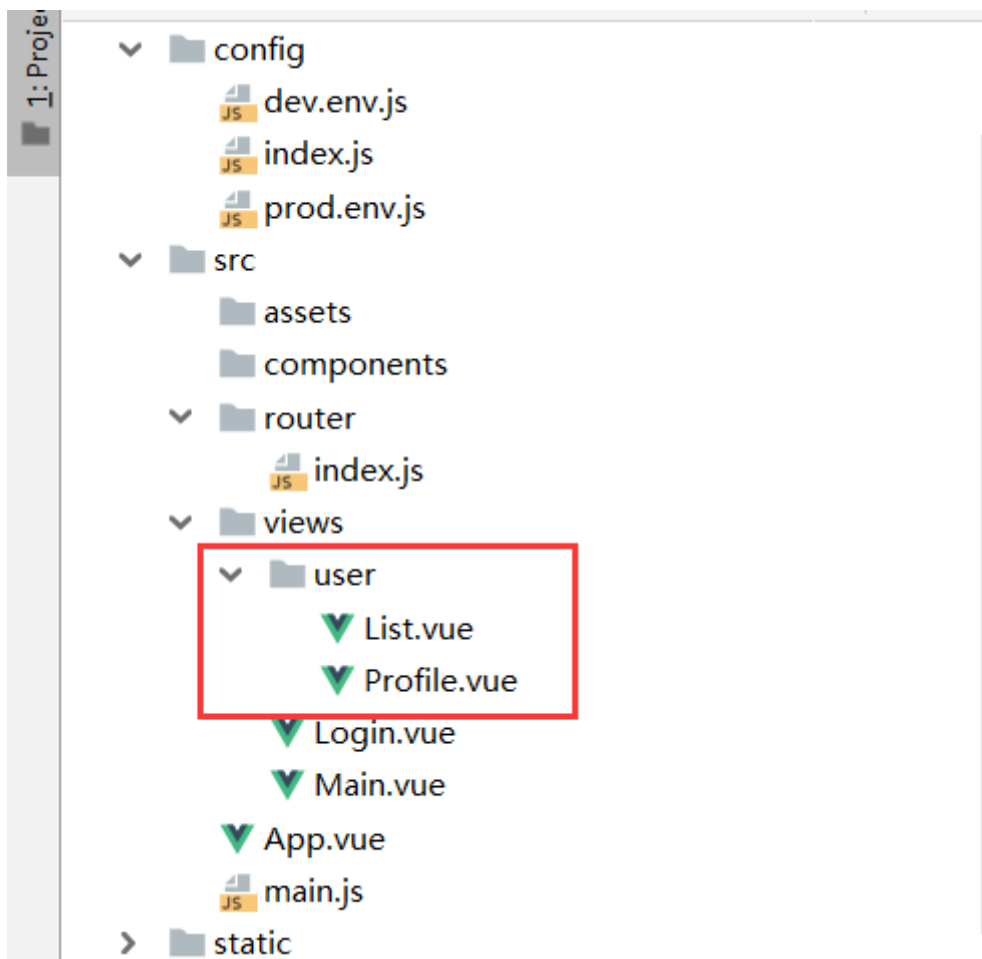 1: Proje
config
dev.env.js
index.js
prod.env.js
src
assets
components
router
index.js
views
user
List.vue
Profile.vue
Login.vue
Main.vue
App.vue
main.js
static